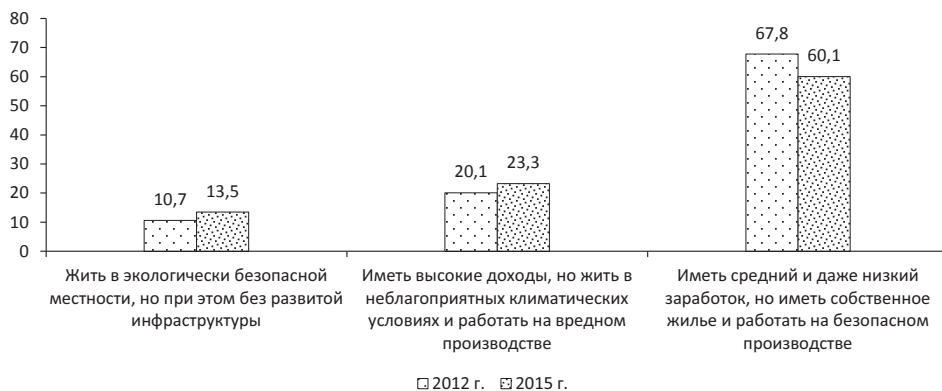 80
70
60
50
40
30
20
10
0
10,7
13,5
20,1
23,3
67,8
60,1
Жить в экологически безопасной
местности, но при этом без развитой
инфраструктуры
Иметь высокие доходы, но жить в
неблагоприятных климатических
условиях и работать на вредном
производстве
Иметь средний и даже низкий
заработок, но иметь собственное
жилье и работать на безопасном
производстве
2012 г.
2015 г.